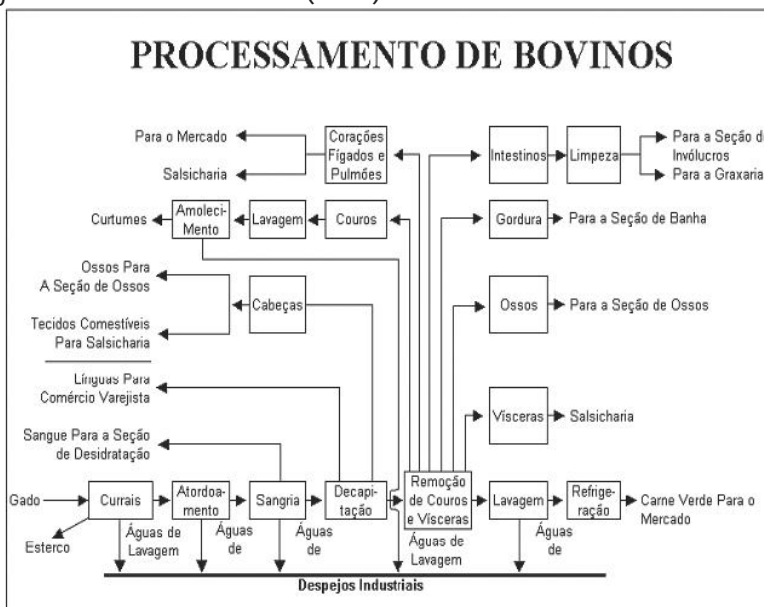 PROCESSAMENTO DE BOVINOS
Para o Mercado
Salsicharia
Corações
Fígados e
Pulmões
Intestinos
Limpeza
Para a Seção de
Invólucros
Para a Graxaria
Curtumes
Amoleci-
Mento
Lavagem
Couros
Gordura
Para a Seção de Banha
Ossos Para
A Seção de Ossos
Tecidos Comestíveis
Para Salsicharia
Cabeças
Ossos
Para a Seção de Ossos
Línguas Para
Comércio Varejista
Vísceras
Salsicharia
Sangue Para a Seção
de Desidratação
Gado
Currais
Atordoa-
mento
Sangria
Decapi-
tação
Remoção
de Couros
e Vísceras
Lavagem
Refrige-
ração
Carne Verde Para o
Mercado
Esterco
Águas de
Lavagem
Águas
de
Águas
de
Águas de
Lavagem
Águas
de
Despejos Industriais